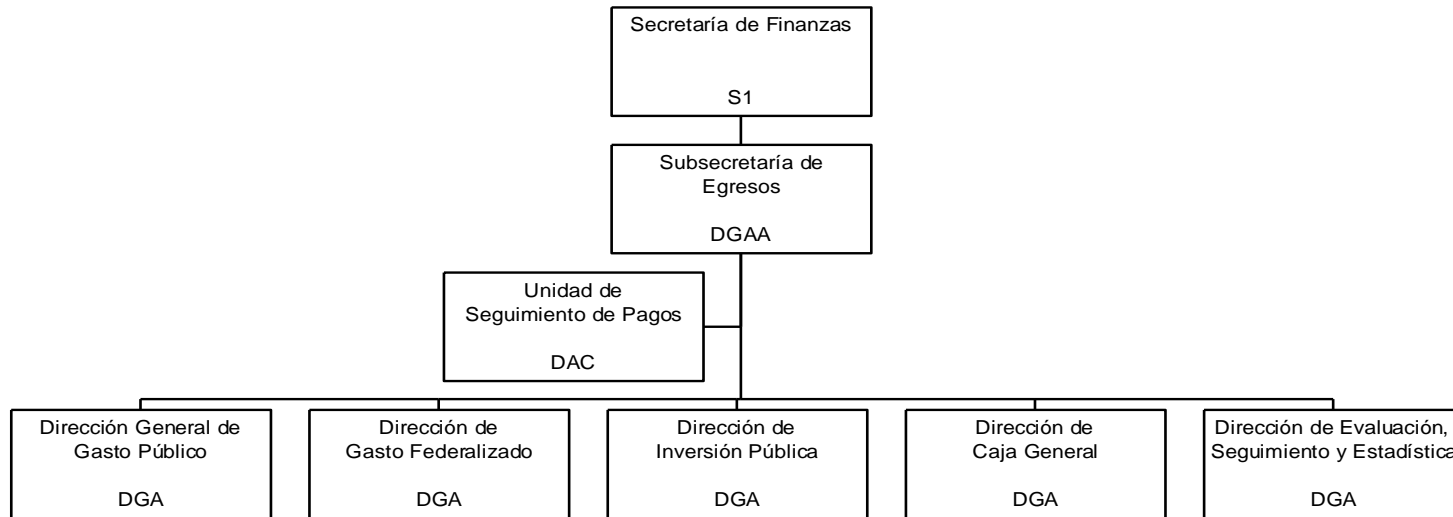 Secretaría de Finanzas
S1
Subsecretaría de
Egresos
DGAA
Unidad de
Seguimiento de Pagos
DAC
Dirección General de
Gasto Público
DGA
Dirección de
Gasto Federalizado
DGA
Dirección de
Inversión Pública
DGA
Dirección de
Caja General
DGA
Dirección de Evaluación,
Seguimiento y Estadística
DGA